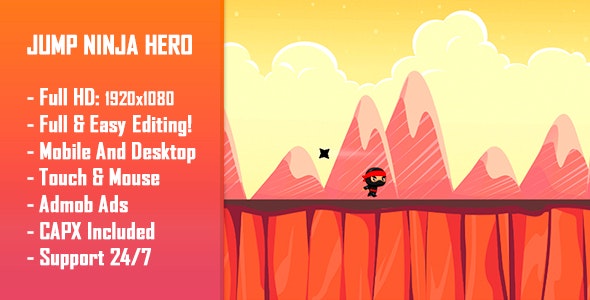 JUMP NINJA HERO
- Full HD: 1920x1080
- Full & Easy Editing!
- Mobile And Desktop
- Touch & Mouse
- Admob Ads
- CAPX Included
- Support 24/7